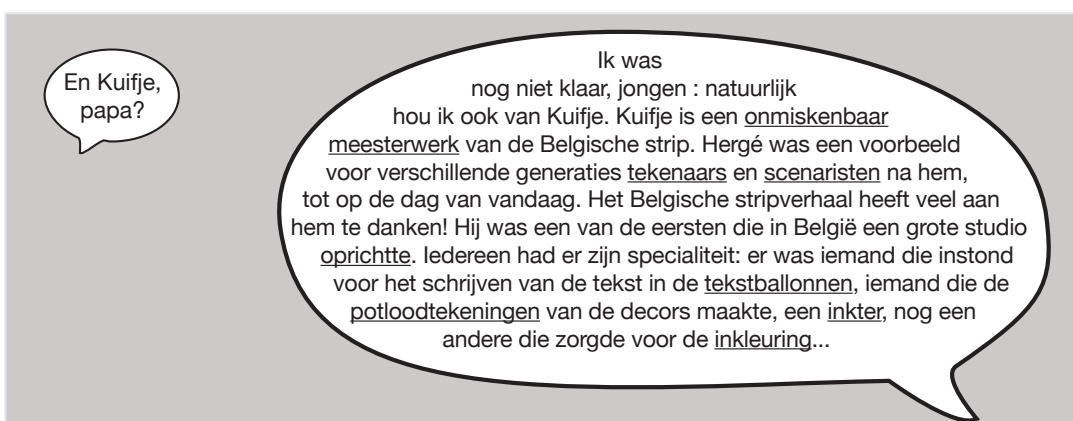 En Kuifje,
papa?
Ik was
nog niet klaar, jongen : natuurlijk
hou ik ook van Kuifje. Kuifje is een onmiskenbaar
meesterwerk van de Belgische strip. Hergé was een voorbeeld
voor verschillende generaties tekenaars en scenaristen na hem,
tot op de dag van vandaag. Het Belgische stripverhaal heeft veel aan
hem te danken! Hij was een van de eersten die in België een grote studio
oprichtte. Iedereen had er zijn specialiteit: er was iemand die instond
voor het schrijven van de tekst in de tekstballonnen, iemand die de
potloodtekeningen van de decors maakte, een inkter, nog een
andere die zorgde voor de inkleuring...